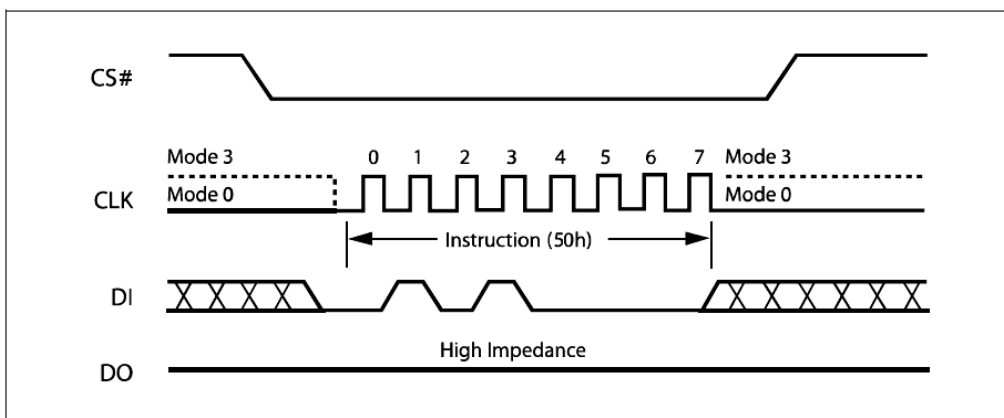 CS#
Mode 3
0 1 2 3 4 5 6 7
Mode 3
CLK
Mode 0
Mode 0
Instruction (50h)
DI
High Impedance
DO